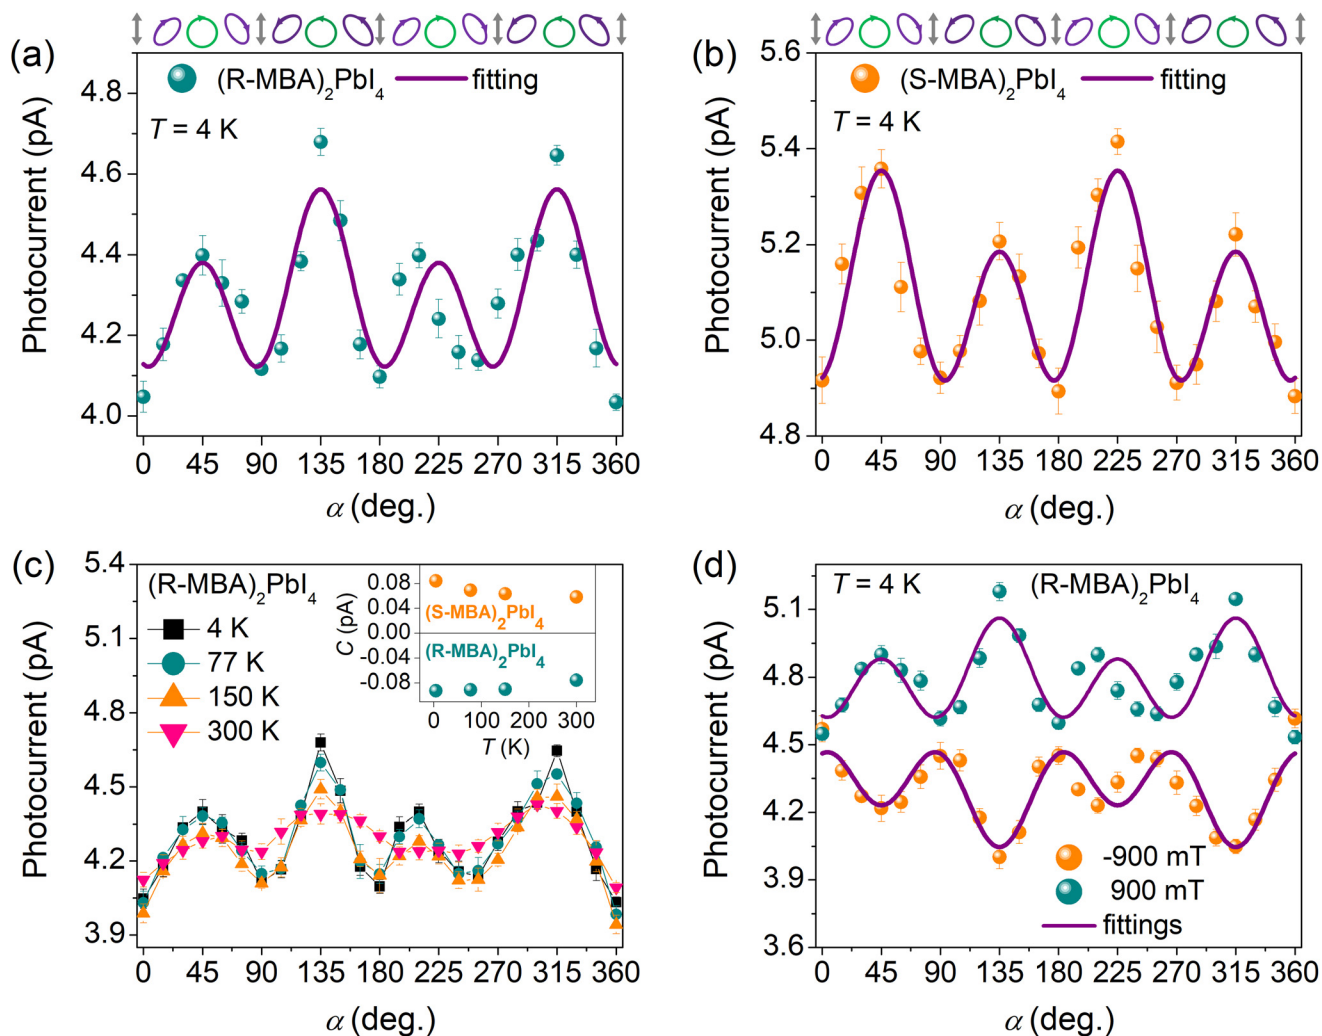 (a)
(R-MBA)₂PbI₄ fitting
T = 4 K
Photocurrent (pA)
4.8
4.6
4.4
4.2
4.0
0 45 90 135 180 225 270 315 360
α (deg.)
(b)
(S-MBA)₂PbI₄ fitting
T = 4 K
Photocurrent (pA)
5.6
5.4
5.2
5.0
4.8
0 45 90 135 180 225 270 315 360
α (deg.)
(c)
(R-MBA)₂PbI₄
4 K
77 K
150 K
300 K
Photocurrent (pA)
5.4
5.1
4.8
4.5
4.2
3.9
0 45 90 135 180 225 270 315 360
α (deg.)
C (pA)
0.08
0.04
0.00
-0.04
-0.08
(S-MBA)₂PbI₄
(R-MBA)₂PbI₄
0 100 200 300
T (K)
(d)
T = 4 K (R-MBA)₂PbI₄
Photocurrent (pA)
5.1
4.8
4.5
4.2
3.9
3.6
-900 mT
900 mT
fittings
0 45 90 135 180 225 270 315 360
α (deg.)